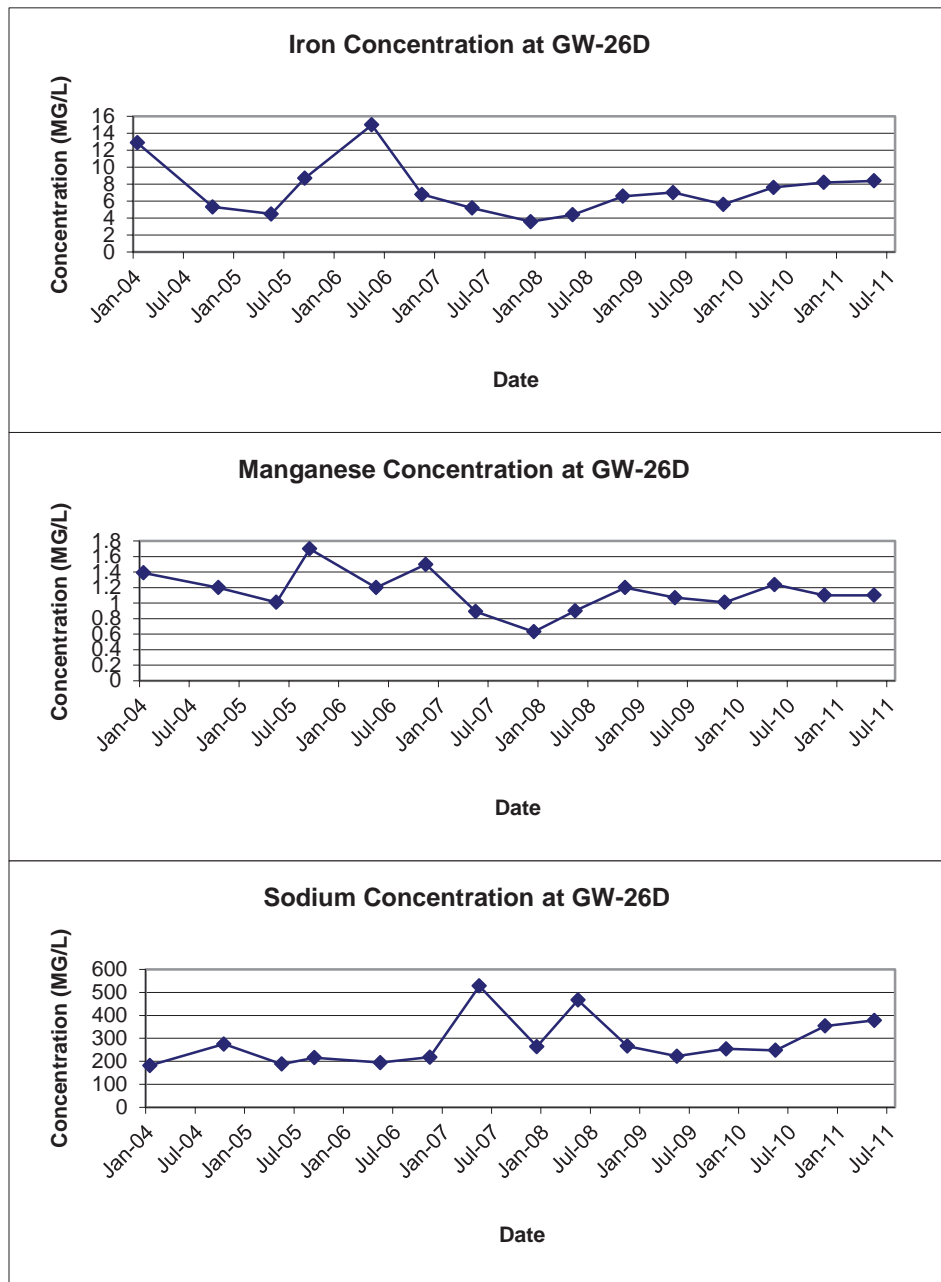 Iron Concentration at GW-26D
Concentration (MG/L)
16
14
12
10
8
6
4
2
0
Jan-04 Jul-04 Jan-05 Jul-05 Jan-06 Jul-06 Jan-07 Jul-07 Jan-08 Jul-08 Jan-09 Jul-09 Jan-10 Jul-10 Jan-11 Jul-11
Date
Manganese Concentration at GW-26D
Concentration (MG/L)
1.8
1.6
1.4
1.2
1
0.8
0.6
0.4
0.2
0
Jan-04 Jul-04 Jan-05 Jul-05 Jan-06 Jul-06 Jan-07 Jul-07 Jan-08 Jul-08 Jan-09 Jul-09 Jan-10 Jul-10 Jan-11 Jul-11
Date
Sodium Concentration at GW-26D
Concentration (MG/L)
600
500
400
300
200
100
0
Jan-04 Jul-04 Jan-05 Jul-05 Jan-06 Jul-06 Jan-07 Jul-07 Jan-08 Jul-08 Jan-09 Jul-09 Jan-10 Jul-10 Jan-11 Jul-11
Date